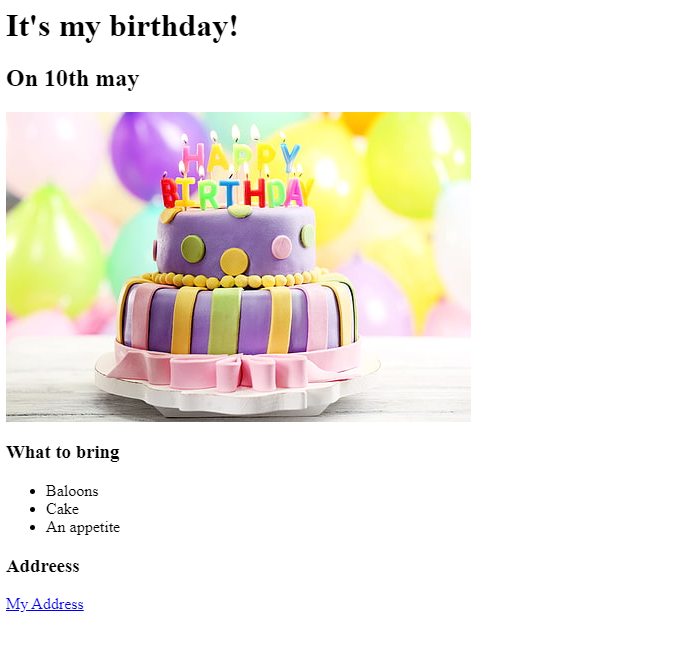 It's my birthday!
On 10th may
HAPPY
BIRTHDAY
What to bring
Baloons
Cake
An appetite
Addreess
My Address